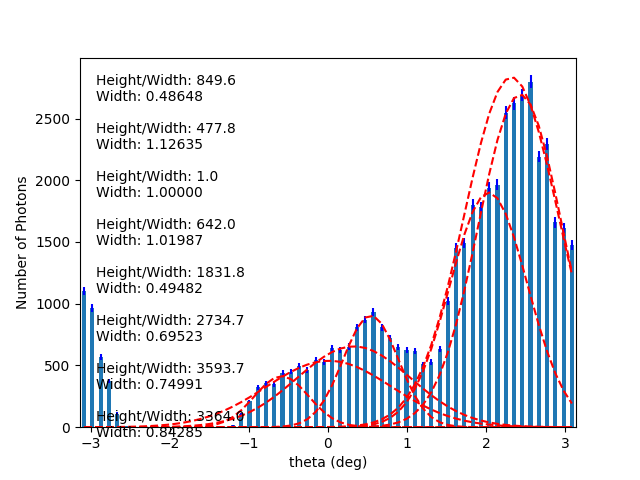 Height/Width: 849.6
Width: 0.48648
Height/Width: 477.8
Width: 1.12635
Height/Width: 1.0
Width: 1.00000
Height/Width: 642.0
Width: 1.01987
Height/Width: 1831.8
Width: 0.49482
Height/Width: 2734.7
Width: 0.69523
Height/Width: 3593.7
Width: 0.74991
Height/Width: 3364.0
Width: 0.84285
Number of Photons
2500
2000
1500
1000
500
0
−3 −2 −1 0 1 2 3
theta (deg)